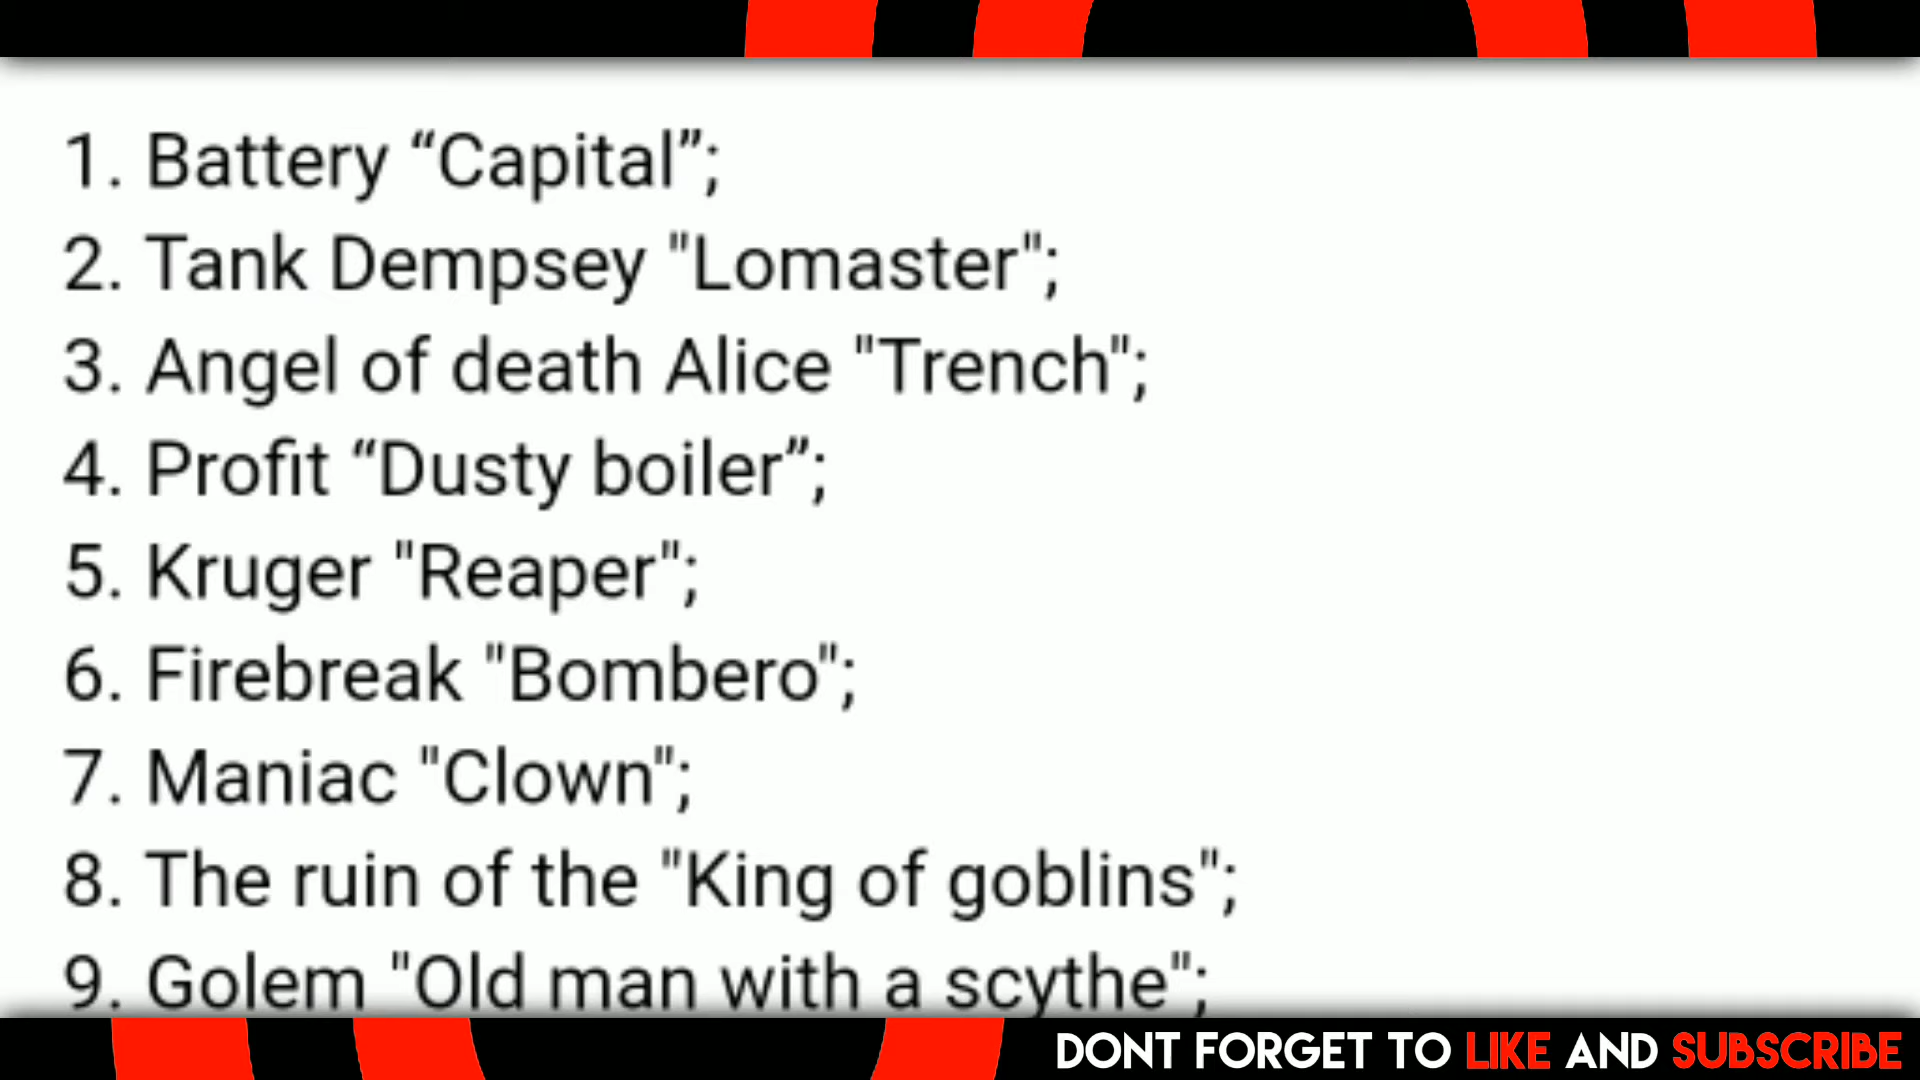 1. Battery “Capital”;
2. Tank Dempsey "Lomaster";
3. Angel of death Alice "Trench";
4. Profit “Dusty boiler”;
5. Kruger "Reaper";
6. Firebreak "Bombero";
7. Maniac "Clown";
8. The ruin of the "King of goblins";
9. Golem "Old man with a scythe";
DONT FORGET TO LIKE AND SUBSCRIBE